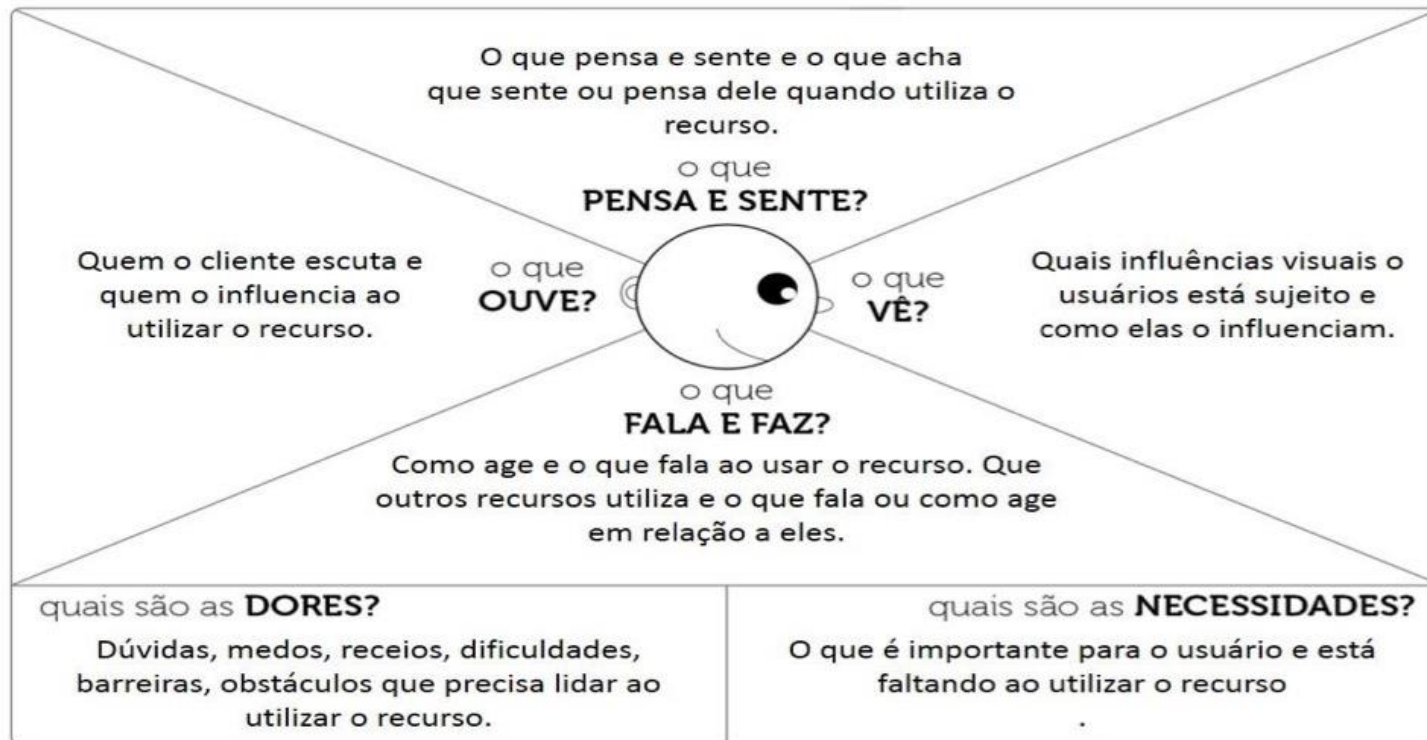 O que pensa e sente e o que acha
que sente ou pensa dele quando utiliza o
recurso.
o que
PENSA E SENTE?
Quem o cliente escuta e
quem o influencia ao
utilizar o recurso.
o que
OUVE?
o que
VÊ?
Quais influências visuais o
usuários está sujeito e
como elas o influenciam.
o que
FALA E FAZ?
Como age e o que fala ao usar o recurso. Que
outros recursos utiliza e o que fala ou como age
em relação a eles.
quais são as DORES?
Dúvidas, medos, receios, dificuldades,
barreiras, obstáculos que precisa lidar ao
utilizar o recurso.
quais são as NECESSIDADES?
O que é importante para o usuário e está
faltando ao utilizar o recurso
.